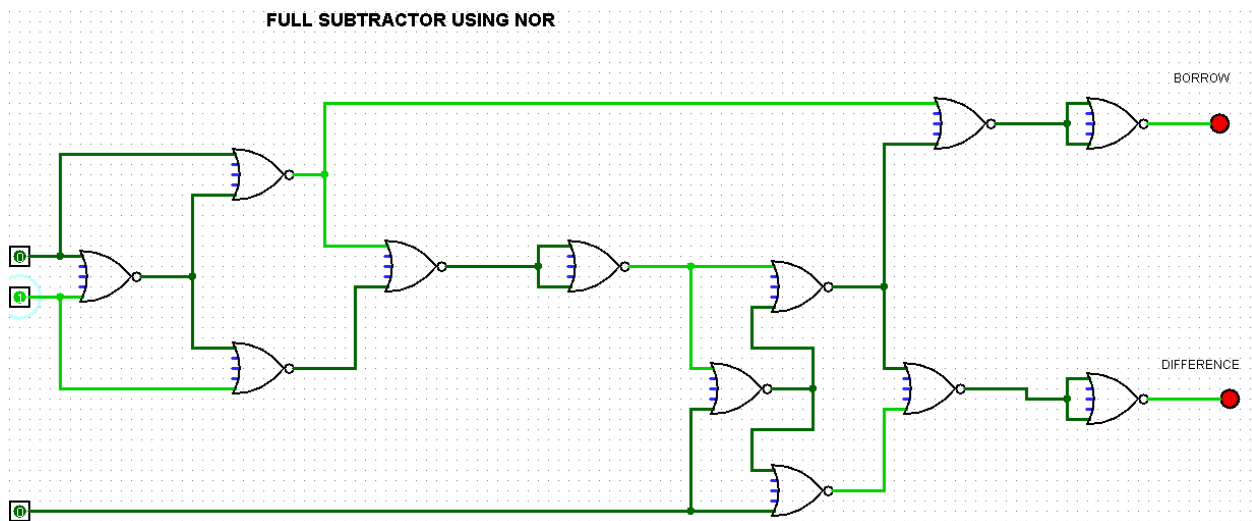 FULL SUBTRACTOR USING NOR
BORROW
0
1
DIFFERENCE
0